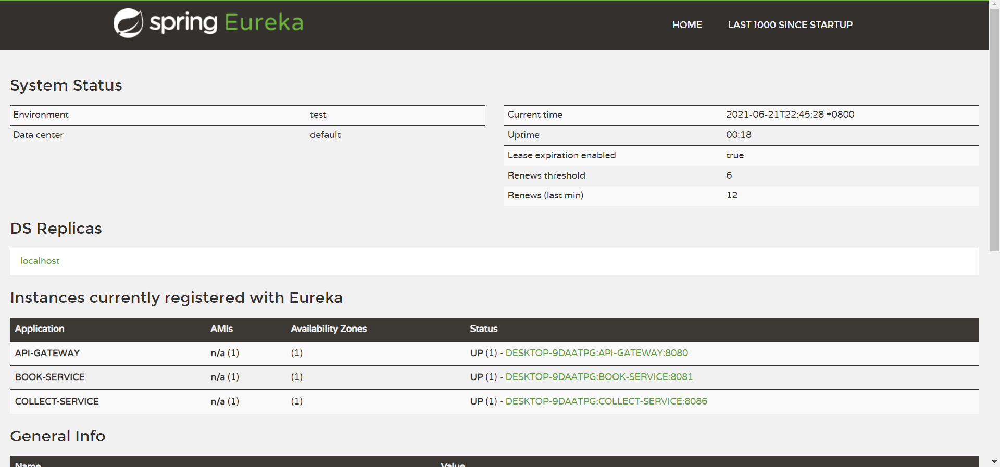 spring Eureka
HOME LAST 1000 SINCE STARTUP
System Status
Environment test
Data center default
Current time 2021-06-21T22:45:28 +0800
Uptime 00:18
Lease expiration enabled true
Renews threshold 6
Renews (last min) 12
DS Replicas
localhost
Instances currently registered with Eureka
Application AMIs Availability Zones Status
API-GATEWAY n/a (1) (1) UP (1) - DESKTOP-9DAATPG:API-GATEWAY:8080
BOOK-SERVICE n/a (1) (1) UP (1) - DESKTOP-9DAATPG:BOOK-SERVICE:8081
COLLECT-SERVICE n/a (1) (1) UP (1) - DESKTOP-9DAATPG:COLLECT-SERVICE:8086
General Info
Name Value